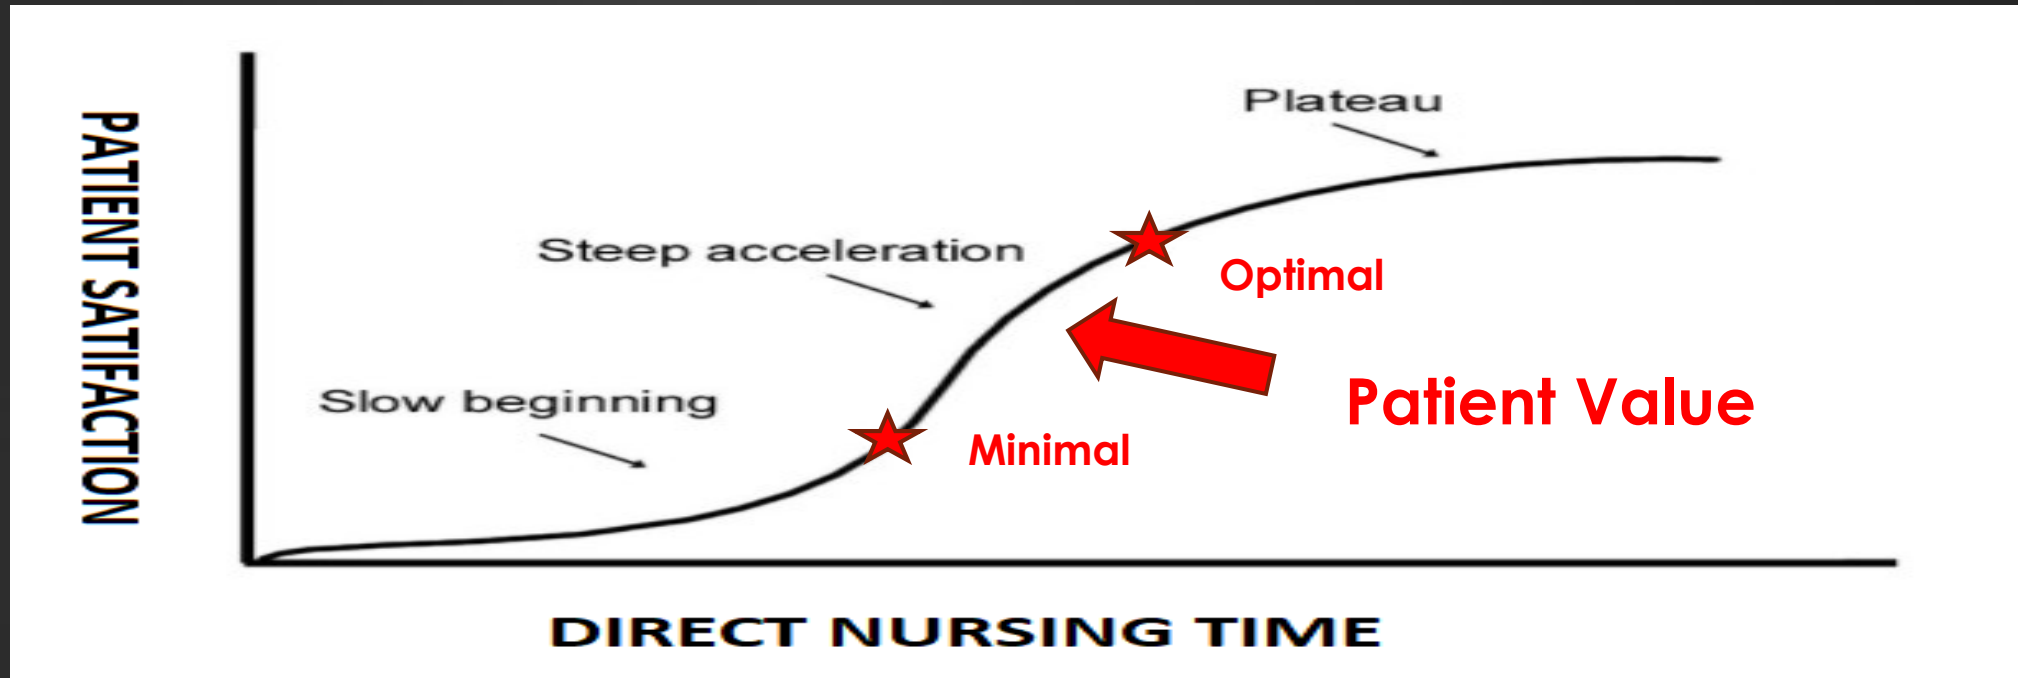 PATIENT SATIFACTION
Plateau
Steep acceleration
Optimal
Slow beginning
Patient Value
Minimal
DIRECT NURSING TIME